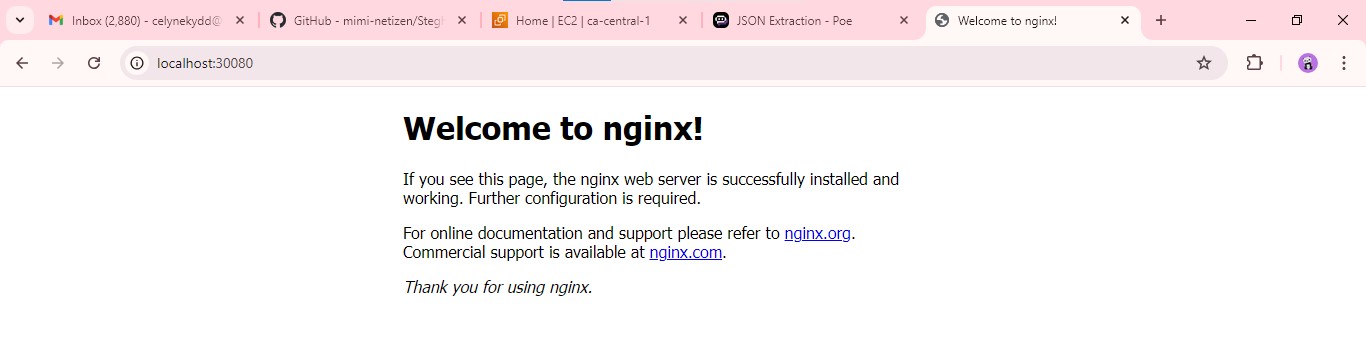 Inbox (2,880) - celynekydd@
GitHub - mimi-netizen/Stegh
Home | EC2 | ca-central-1
JSON Extraction - Poe
Welcome to nginx!
localhost:30080
Welcome to nginx!
If you see this page, the nginx web server is successfully installed and
working. Further configuration is required.
For online documentation and support please refer to nginx.org.
Commercial support is available at nginx.com.
Thank you for using nginx.